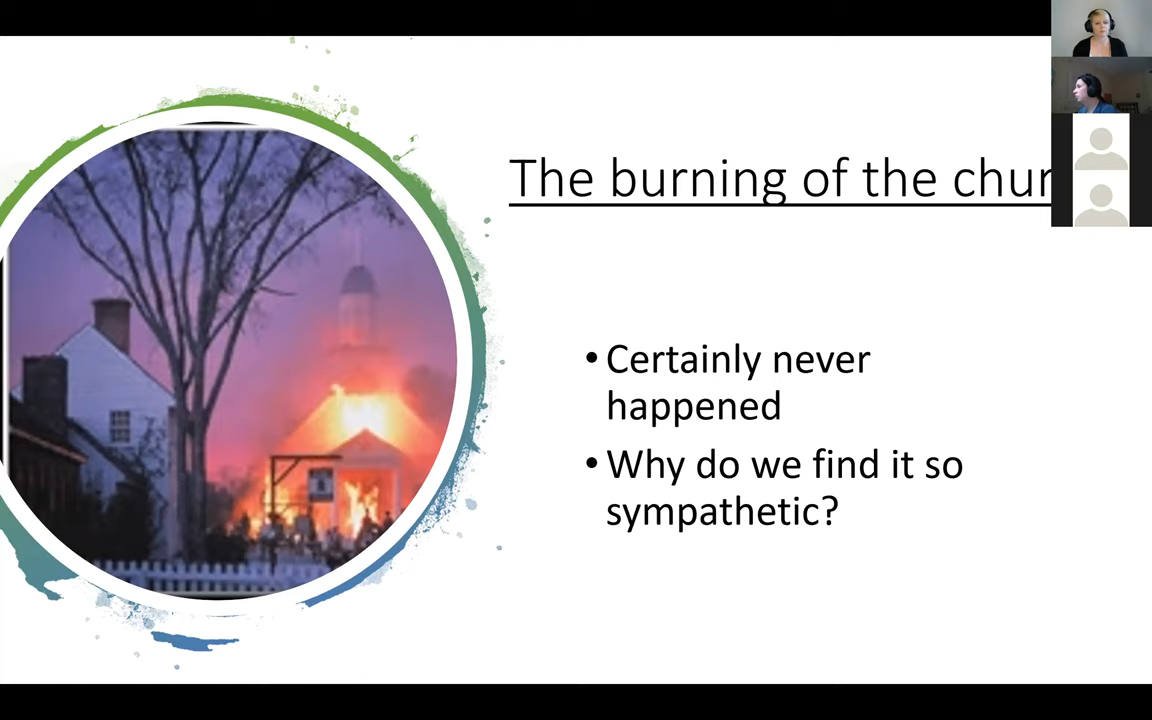 The burning of the chur
• Certainly never
happened
• Why do we find it so
sympathetic?